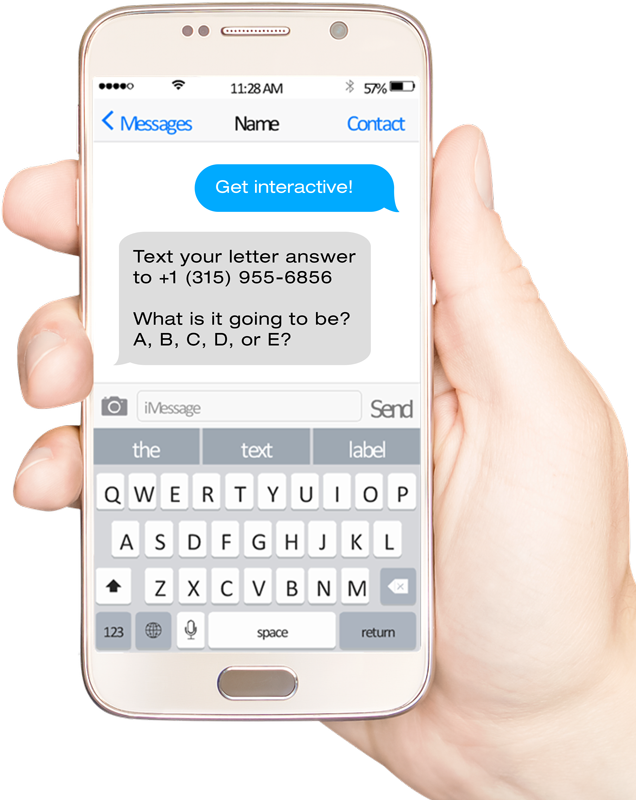 11:28 AM 57%
Messages Name Contact
Get interactive!
Text your letter answer
to +1 (315) 955-6856
What is it going to be?
A, B, C, D, or E?
iMessage Send
the text label
Q W E R T Y U I O P
A S D F G H J K L
Z X C V B N M
123 space return